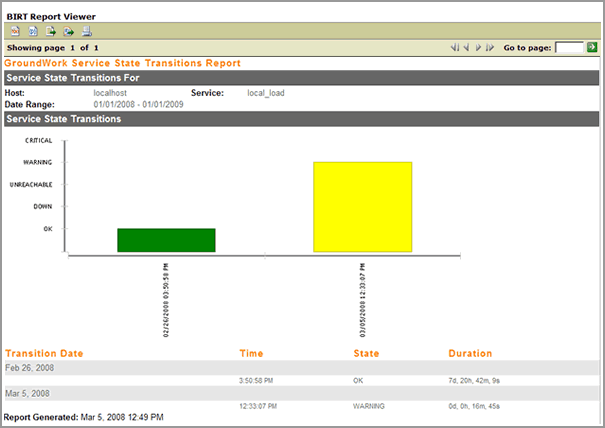 BIRT Report Viewer
Showing page 1 of 1 Go to page:
GroundWork Service State Transitions Report
Service State Transitions For
Host: localhost Service: local_load
Date Range: 01/01/2008 - 01/01/2009
Service State Transitions
CRITICAL
WARNING
UNREACHABLE
DOWN
OK
02/26/2008 03:50:58 PM
03/05/2008 12:33:07 PM
Transition Date Time State Duration
Feb 26, 2008
3:50:58 PM OK 7d, 20h, 42m, 9s
Mar 5, 2008
12:33:07 PM WARNING 0d, 0h, 16m, 45s
Report Generated: Mar 5, 2008 12:49 PM